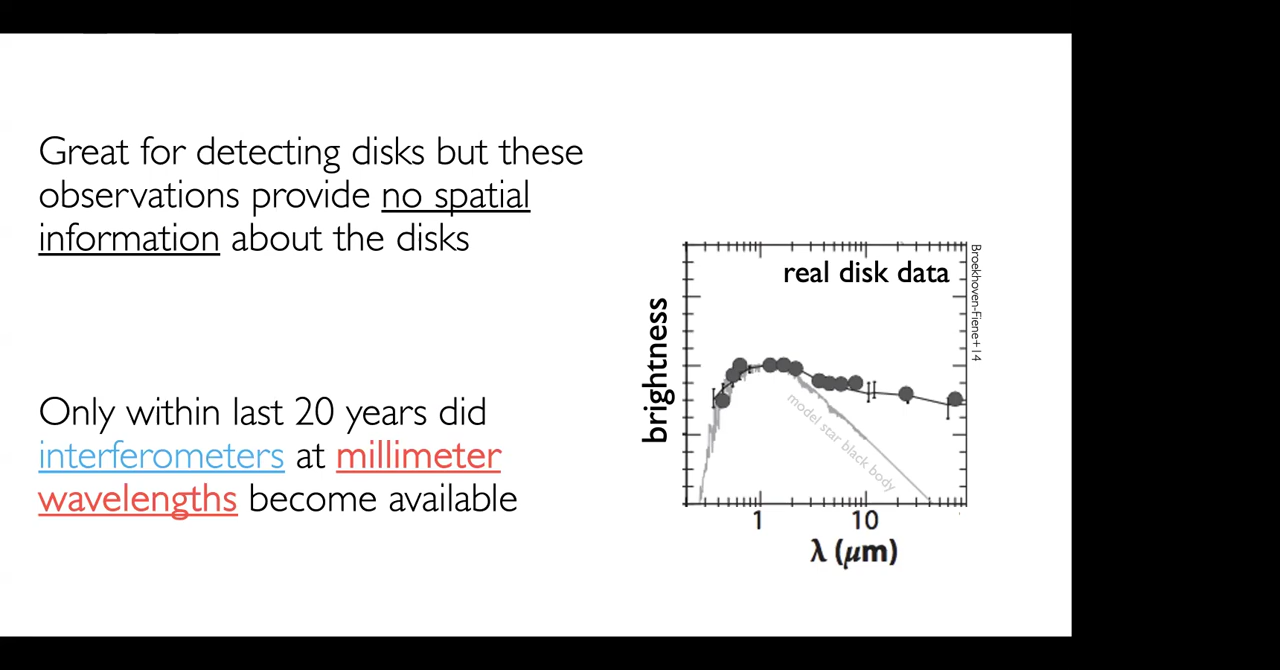 Great for detecting disks but these
observations provide no spatial
information about the disks
Only within last 20 years did
interferometers at millimeter
wavelengths become available
real disk data
Broekhoven-Fiene+14
brightness
model star black body
1 10
λ (μm)